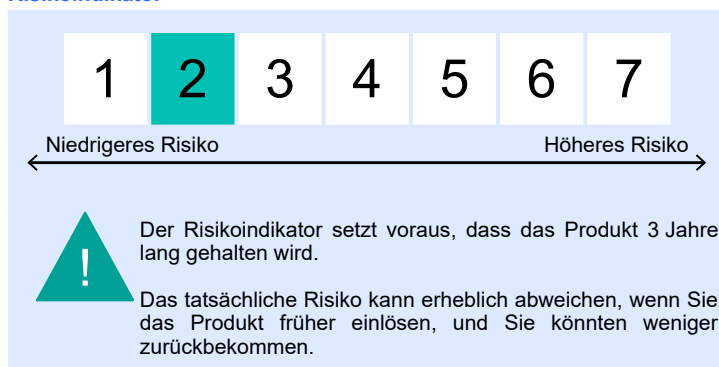 Risikoindikator
1 2 3 4 5 6 7
Niedrigeres Risiko Höheres Risiko
!
Der Risikoindikator setzt voraus, dass das Produkt 3 Jahre
lang gehalten wird.
Das tatsächliche Risiko kann erheblich abweichen, wenn Sie
das Produkt früher einlösen, und Sie könnten weniger
zurückbekommen.